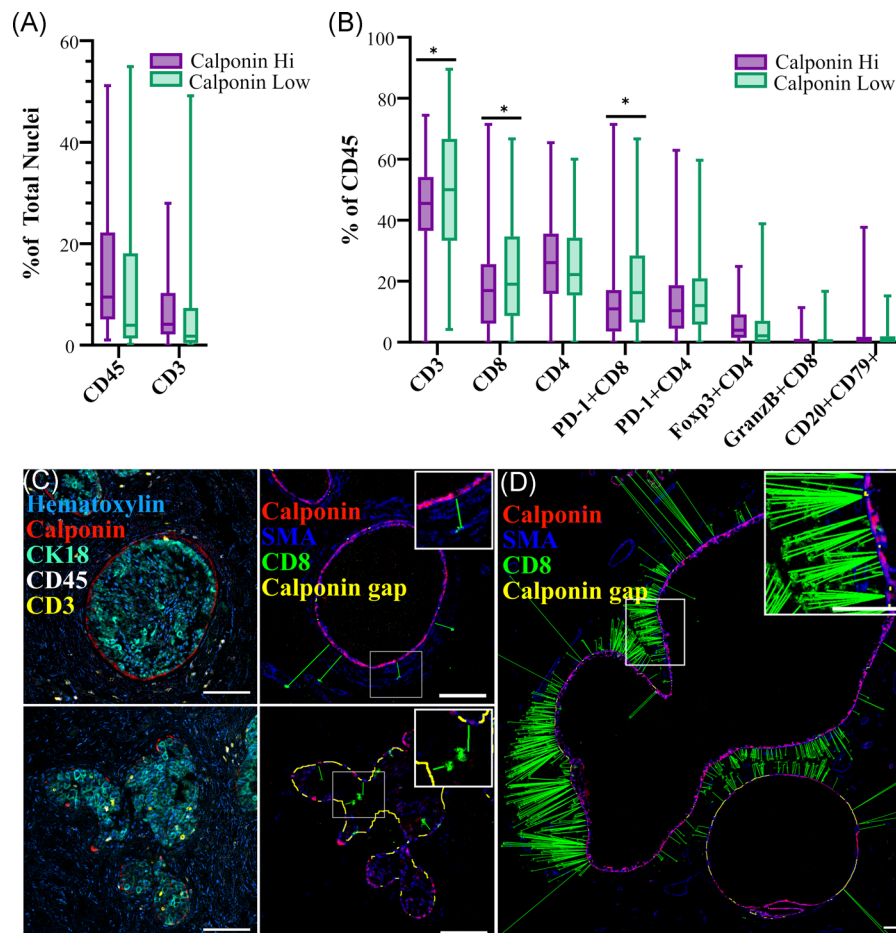 (A)
%of Total Nuclei
60
40
20
0
Calponin Hi
Calponin Low
CD45
CD3
(B)
% of CD45
100
80
60
40
20
0
*
*
*
Calponin Hi
Calponin Low
CD3
CD8
CD4
PD-1+CD8
PD-1+CD4
Foxp3+CD4
GranzB+CD8
CD20+CD79+
(C)
Hematoxylin
Calponin
CK18
CD45
CD3
Calponin
SMA
CD8
Calponin gap
(D)
Calponin
SMA
CD8
Calponin gap